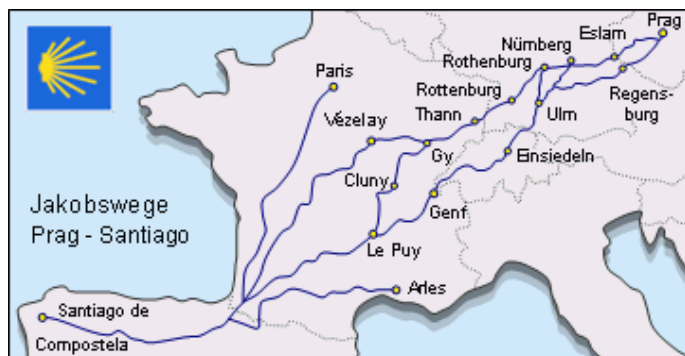 Prag
Eslarn
Nürnberg
Rothenburg
Paris
Rottenburg
Regens-
burg
Thann
Ulm
Vézelay
Gy
Einsiedeln
Cluny
Genf
Jakobswege
Prag - Santiago
Le Puy
Arles
Santiago de
Compostela